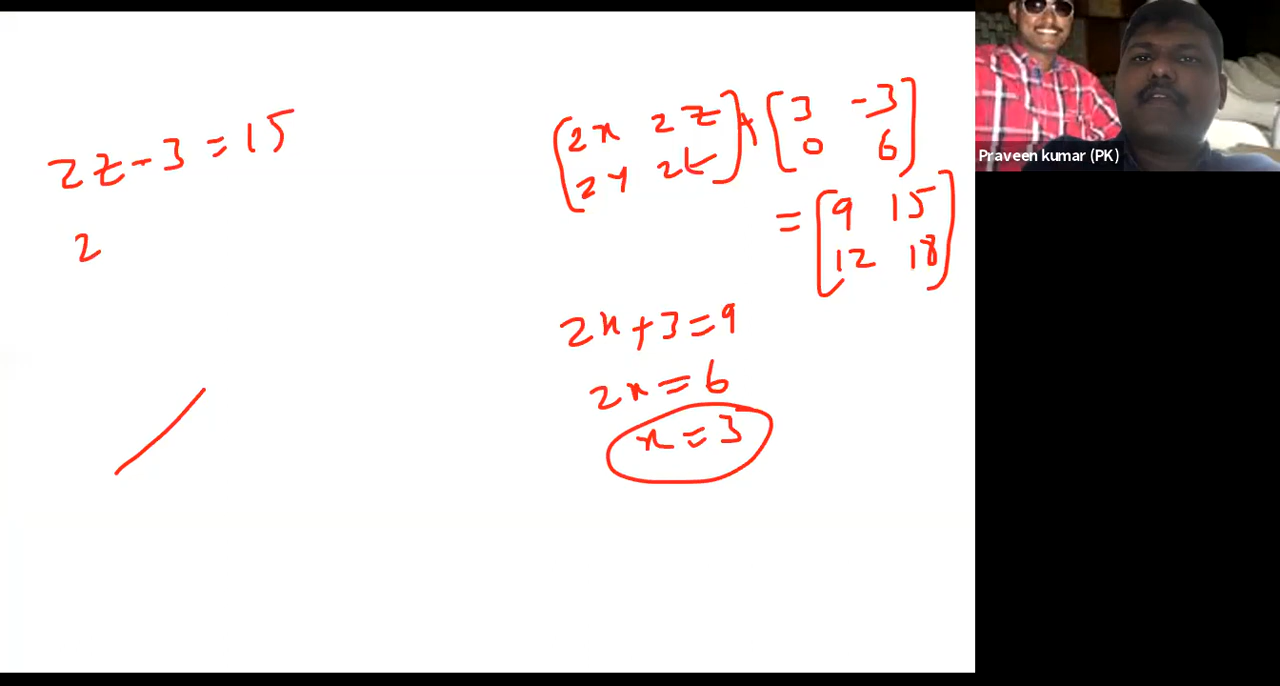 2z - 3 = 15
2
[2x 2z] + [3 -3]
[2y 2t] [0 6]
= [9 15]
[12 18]
2x + 3 = 9
2x = 6
x = 3
Praveen kumar (PK)